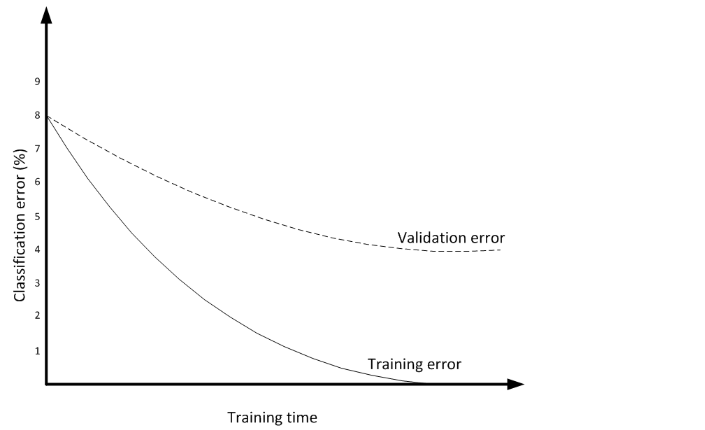 9
8
7
6
5
4
3
2
1
Classification error (%)
Validation error
Training error
Training time